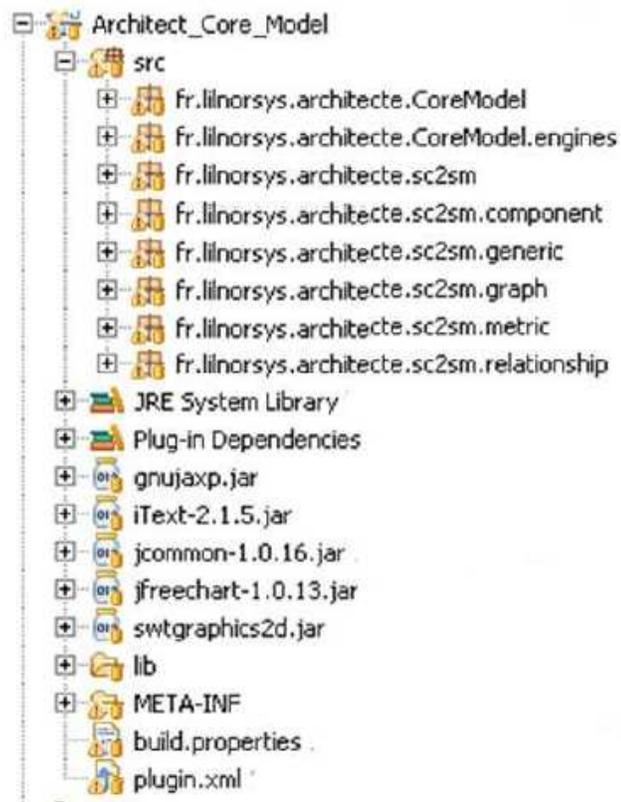 Architect_Core_Model
src
fr.lilnorsys.architecte.CoreModel
fr.lilnorsys.architecte.CoreModel.engines
fr.lilnorsys.architecte.sc2sm
fr.lilnorsys.architecte.sc2sm.component
fr.lilnorsys.architecte.sc2sm.generic
fr.lilnorsys.architecte.sc2sm.graph
fr.lilnorsys.architecte.sc2sm.metric
fr.lilnorsys.architecte.sc2sm.relationship
JRE System Library
Plug-in Dependencies
gnujaxp.jar
iText-2.1.5.jar
jcommon-1.0.16.jar
jfreechart-1.0.13.jar
swtgraphics2d.jar
lib
META-INF
build.properties
plugin.xml